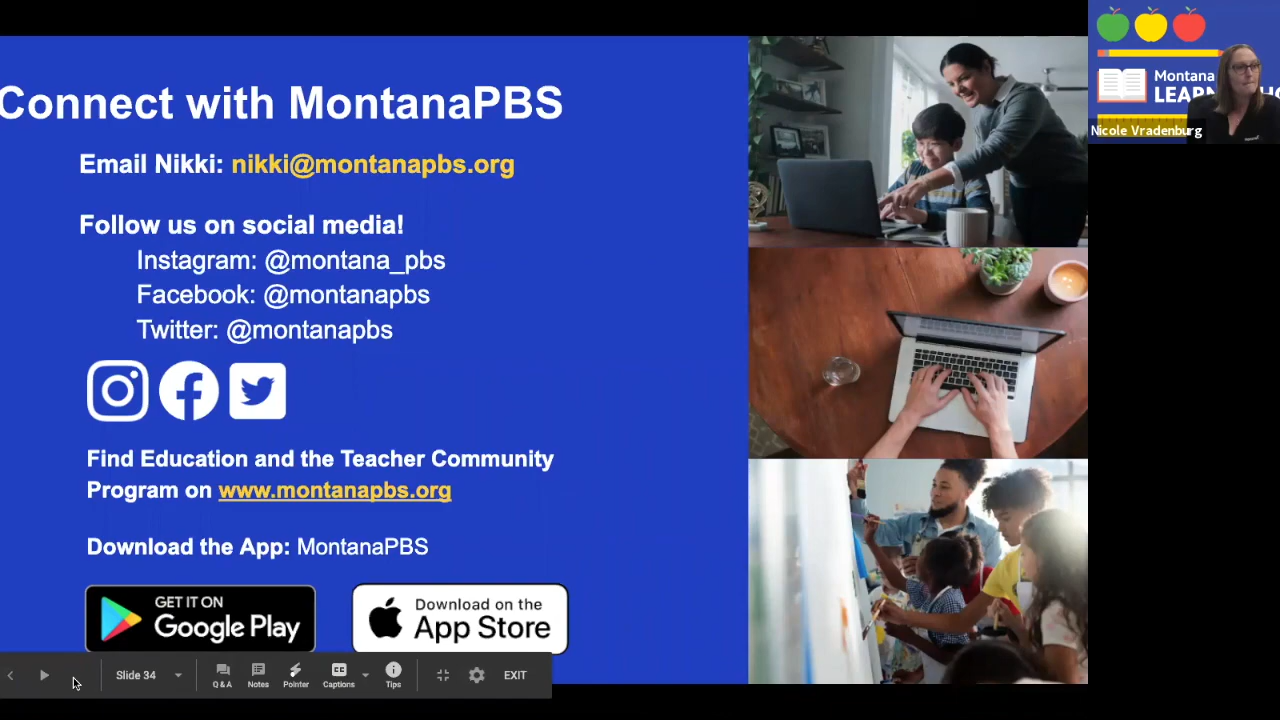 Connect with MontanaPBS
Email Nikki: nikki@montanapbs.org
Follow us on social media!
Instagram: @montana_pbs
Facebook: @montanapbs
Twitter: @montanapbs
Find Education and the Teacher Community
Program on www.montanapbs.org
Download the App: MontanaPBS
GET IT ON
Google Play
Download on the
App Store
Slide 34
Q & A
Notes
Pointer
Captions
Tips
EXIT
Montana
Nicole Vradenburg